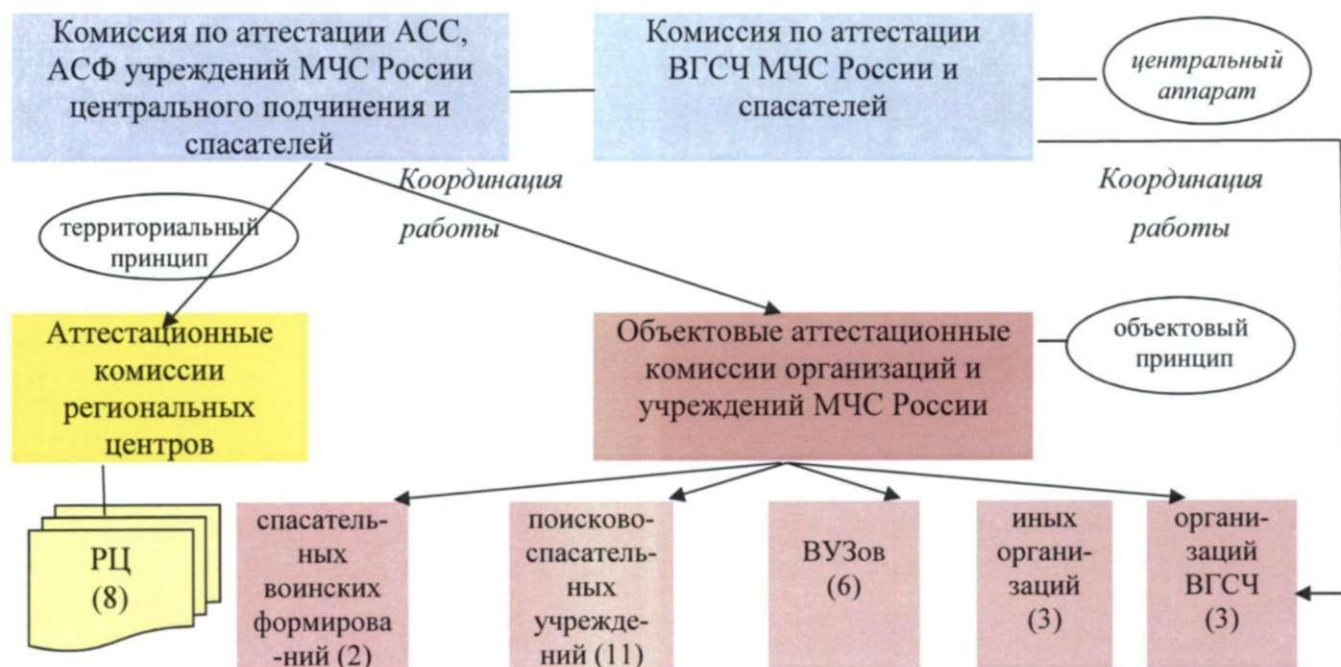 Комиссия по аттестации АСС,
АСФ учреждений МЧС России
центрального подчинения и
спасателей
Комиссия по аттестации
ВГСЧ МЧС России и
спасателей
центральный
аппарат
Координация
работы
Координация
работы
территориальный
принцип
Аттестационные
комиссии
региональных
центров
Объектовые аттестационные
комиссии организаций и
учреждений МЧС России
объектовый
принцип
РЦ
(8)
спасатель-
ных
воинских
формирова
-ний (2)
поисково-
спасатель-
ных
учрежде-
ний (11)
ВУЗов
(6)
иных
органи-
заций
(3)
органи-
заций
ВГСЧ
(3)